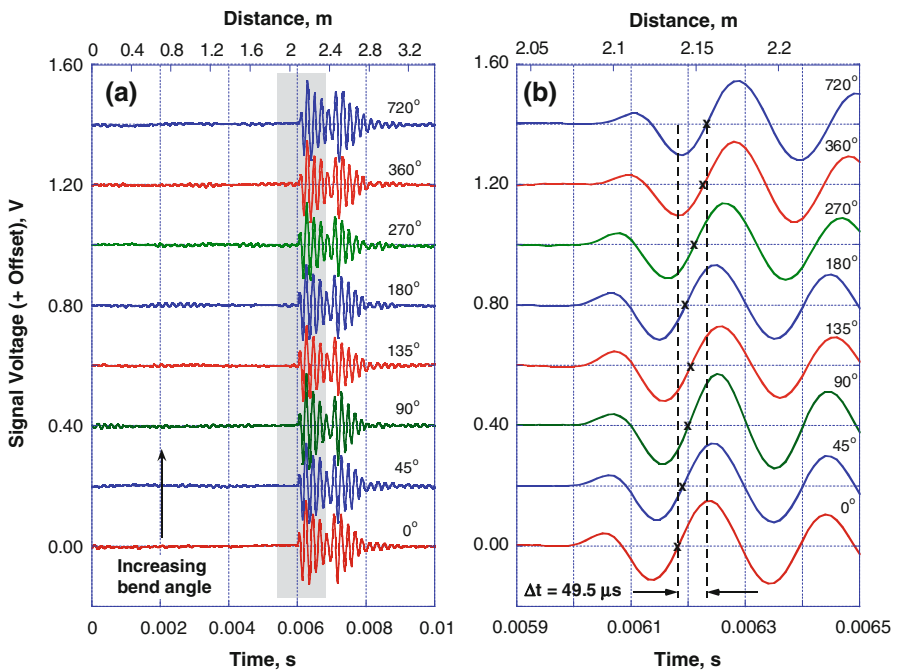 Distance, m
0 0.4 0.8 1.2 1.6 2 2.4 2.8 3.2
Signal Voltage (+ Offset), V
1.60
1.20
0.80
0.40
0.00
(a)
720°
360°
270°
180°
135°
90°
45°
0°
Increasing
bend angle
0 0.002 0.004 0.006 0.008 0.01
Time, s
Distance, m
2.05 2.1 2.15 2.2
1.60
1.20
0.80
0.40
0.00
(b)
720°
360°
270°
180°
135°
90°
45°
0°
Δt = 49.5 µs
0.0059 0.0061 0.0063 0.0065
Time, s